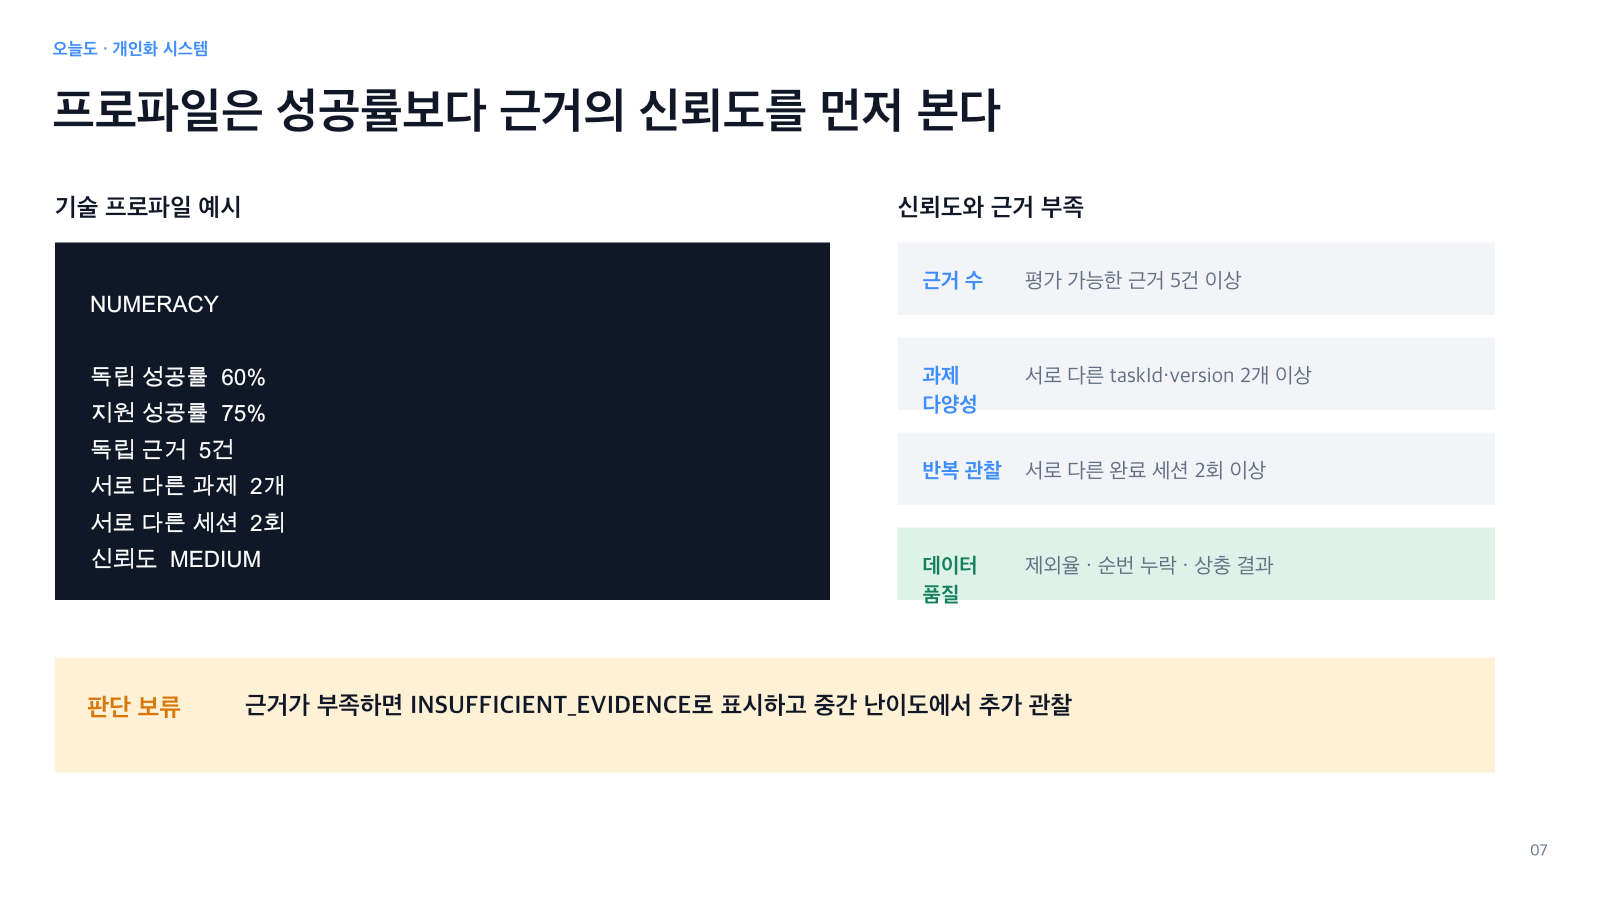 오늘도 · 개인화 시스템
프로파일은 성공률보다 근거의 신뢰도를 먼저 본다
기술 프로파일 예시
NUMERACY
독립 성공률 60%
지원 성공률 75%
독립 근거 5건
서로 다른 과제 2개
서로 다른 세션 2회
신뢰도 MEDIUM
신뢰도와 근거 부족
근거 수 평가 가능한 근거 5건 이상
과제 서로 다른 taskId·version 2개 이상
다양성
반복 관찰 서로 다른 완료 세션 2회 이상
데이터 제외율 · 순번 누락 · 상충 결과
품질
판단 보류 근거가 부족하면 INSUFFICIENT_EVIDENCE로 표시하고 중간 난이도에서 추가 관찰
07